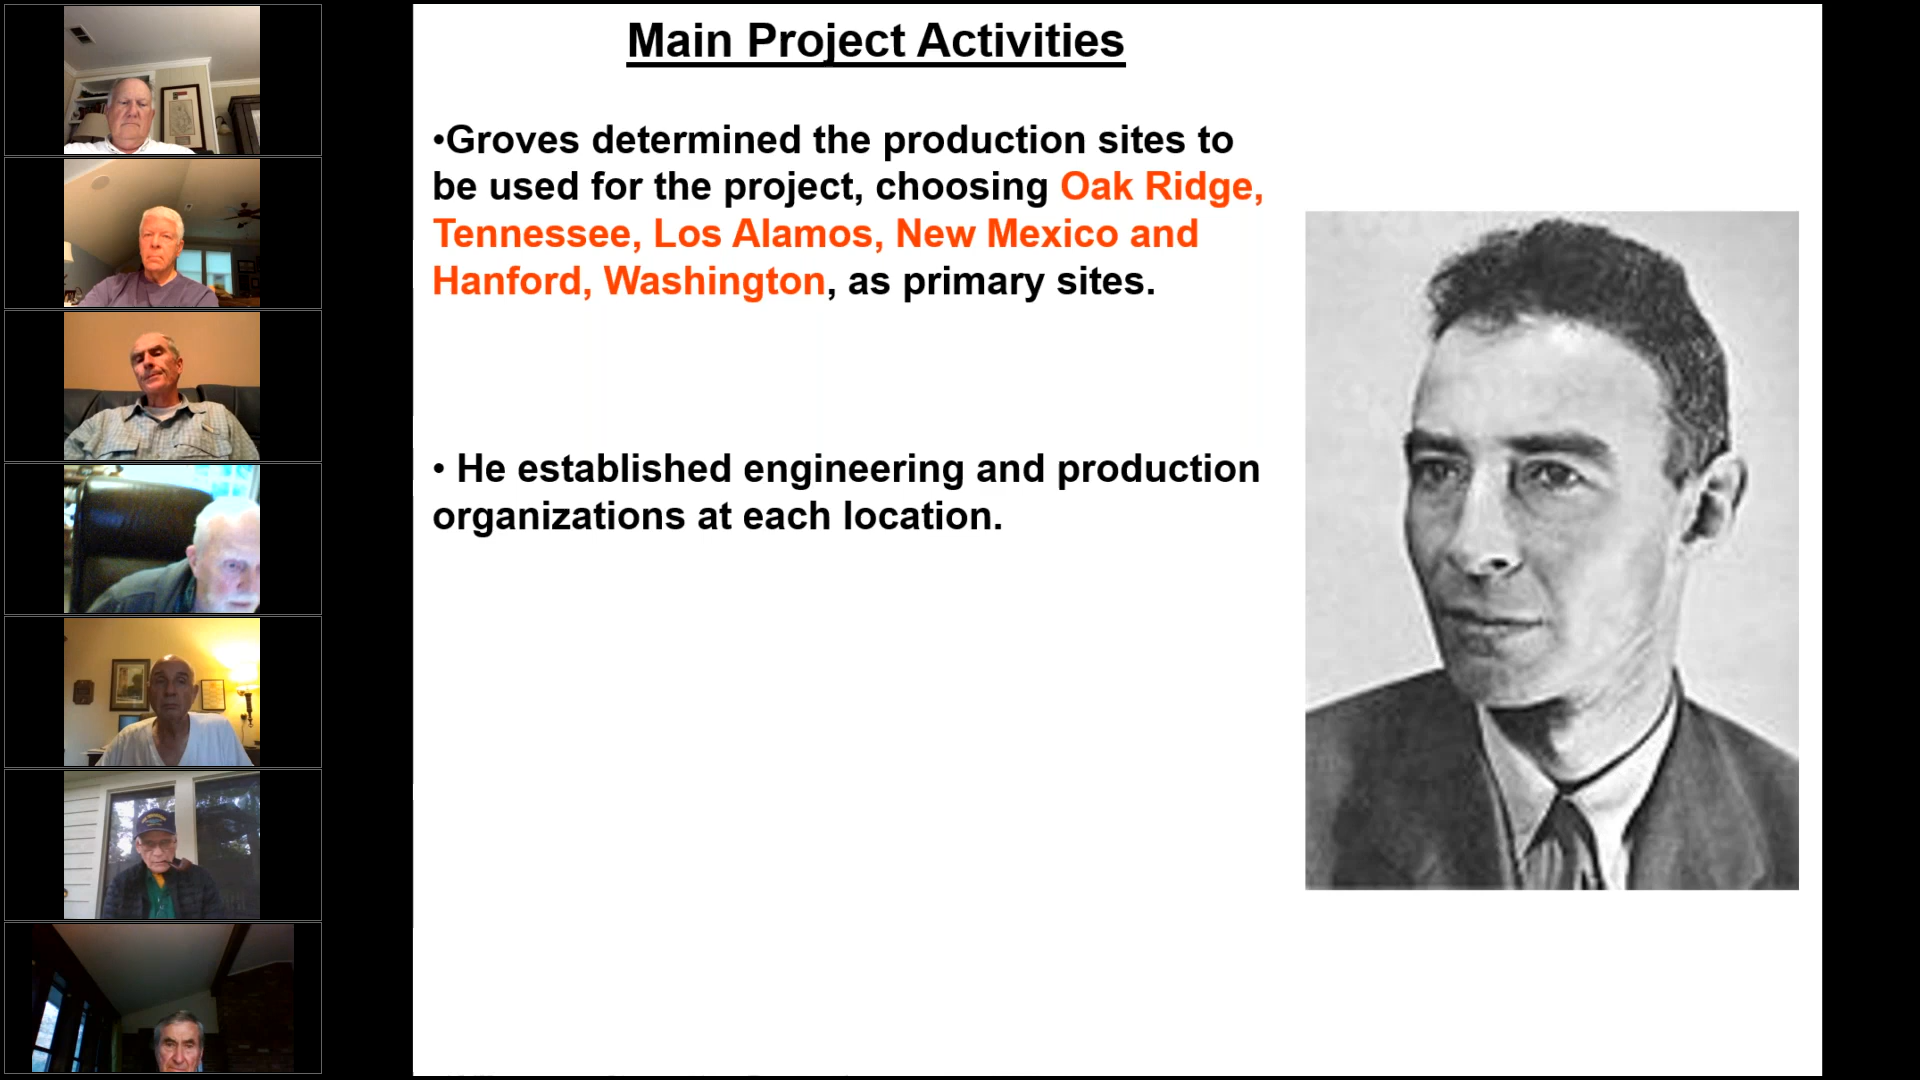 Main Project Activities
•Groves determined the production sites to
be used for the project, choosing Oak Ridge,
Tennessee, Los Alamos, New Mexico and
Hanford, Washington, as primary sites.
• He established engineering and production
organizations at each location.